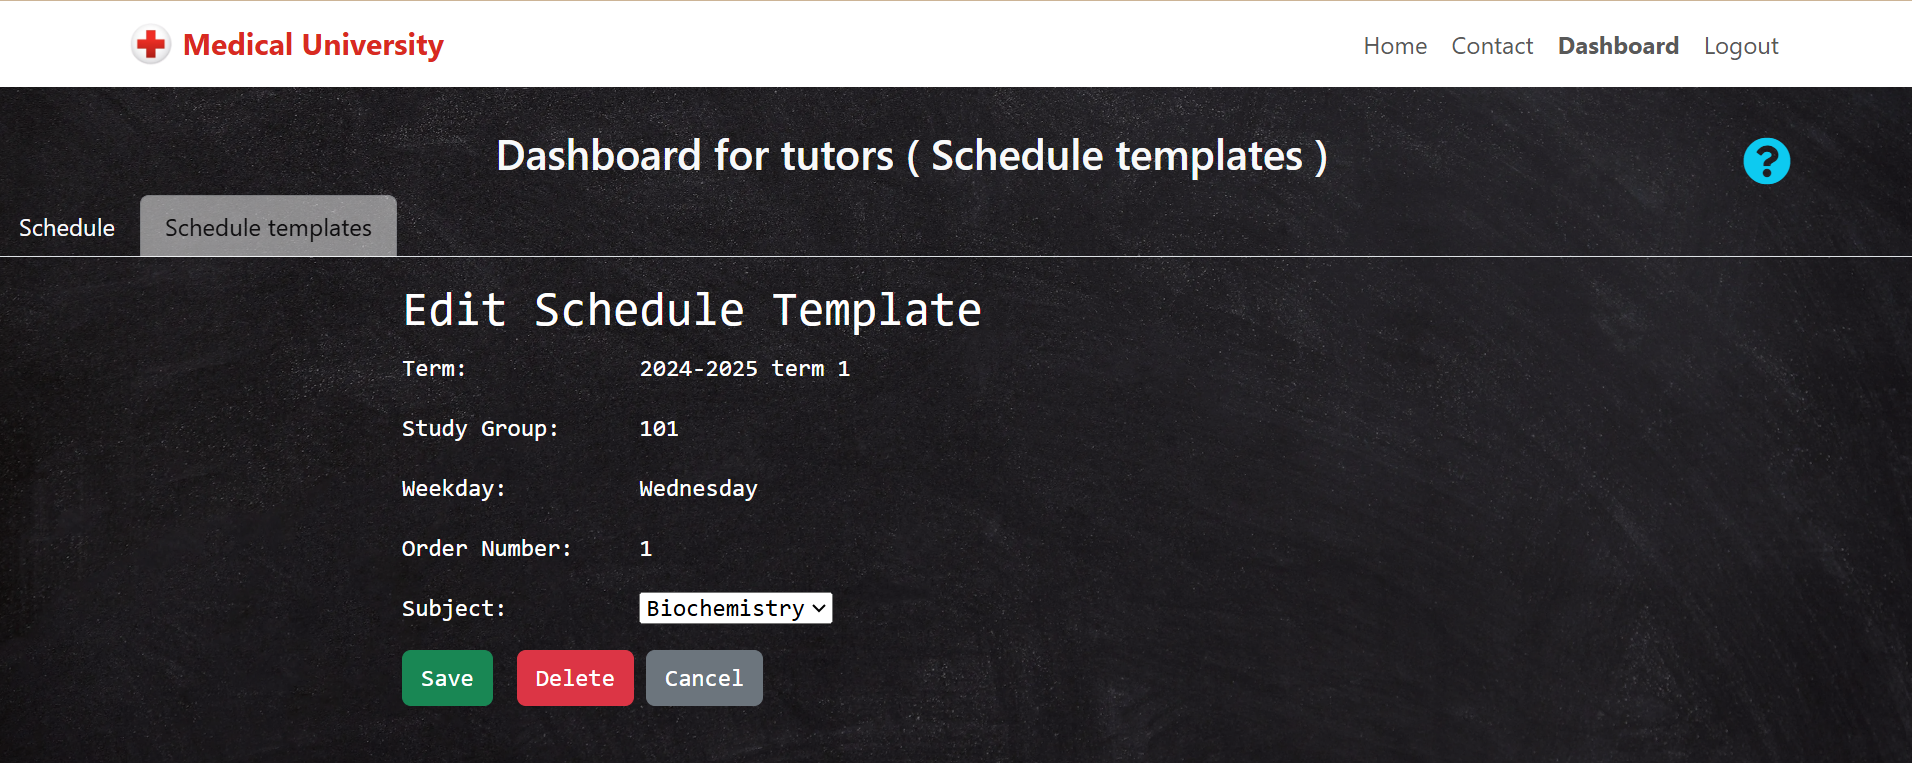 Medical University
Home Contact Dashboard Logout
Dashboard for tutors ( Schedule templates )
?
Schedule Schedule templates
Edit Schedule Template
Term: 2024-2025 term 1
Study Group: 101
Weekday: Wednesday
Order Number: 1
Subject: Biochemistry
Save Delete Cancel